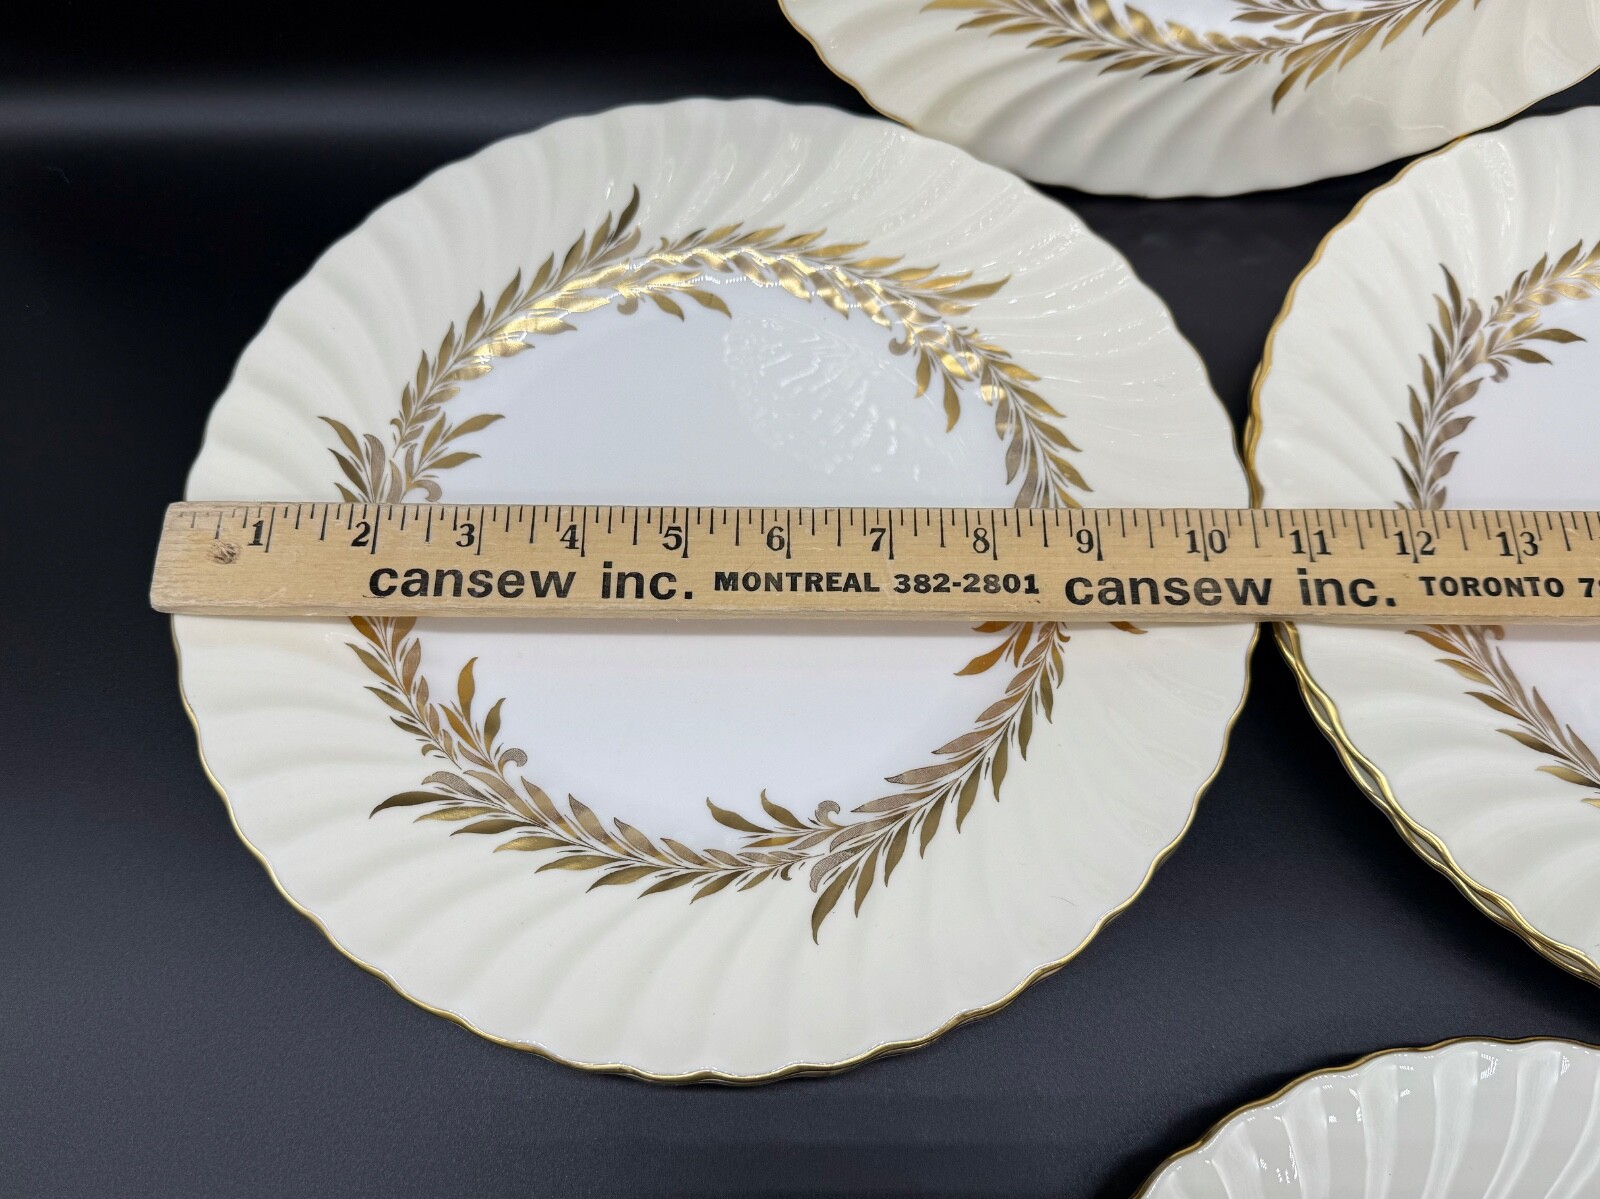 1 2 3 4 5 6 7 8 9 10 11 12 13
cansew inc. MONTREAL 382-2801 cansew inc. TORONTO